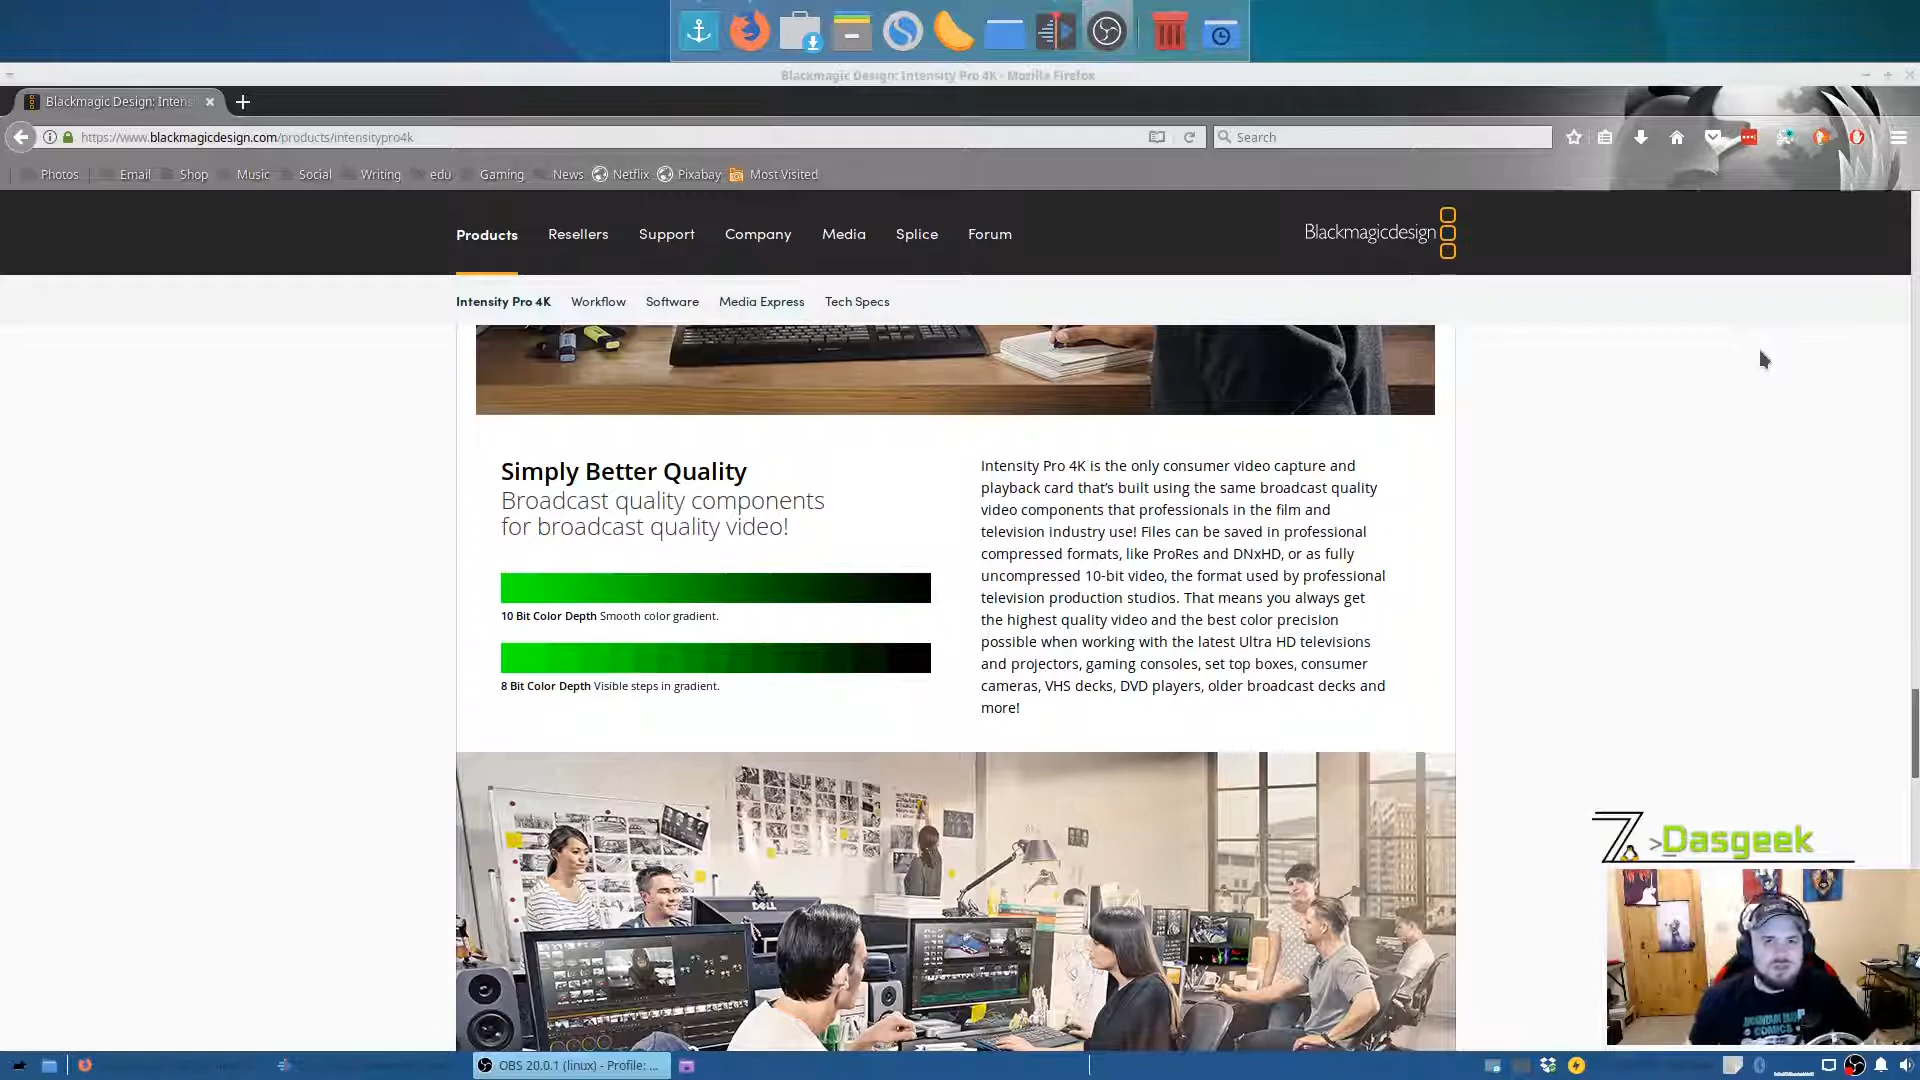 Blackmagic Design: Intensity Pro 4K - Mozilla Firefox
Blackmagic Design: Intens
https://www.blackmagicdesign.com/products/intensitypro4k
Search
Photos Email Shop Music Social Writing edu Gaming News Netflix Pixabay Most Visited
Products Resellers Support Company Media Splice Forum
Blackmagicdesign
Intensity Pro 4K Workflow Software Media Express Tech Specs
Simply Better Quality
Broadcast quality components
for broadcast quality video!
10 Bit Color Depth Smooth color gradient.
8 Bit Color Depth Visible steps in gradient.
Intensity Pro 4K is the only consumer video capture and
playback card that’s built using the same broadcast quality
video components that professionals in the film and
television industry use! Files can be saved in professional
compressed formats, like ProRes and DNxHD, or as fully
uncompressed 10-bit video, the format used by professional
television production studios. That means you always get
the highest quality video and the best color precision
possible when working with the latest Ultra HD televisions
and projectors, gaming consoles, set top boxes, consumer
cameras, VHS decks, DVD players, older broadcast decks and
more!
DELL
>Dasgeek
MOUNTAIN
COMICS
OBS 20.0.1 (linux) - Profile: ...